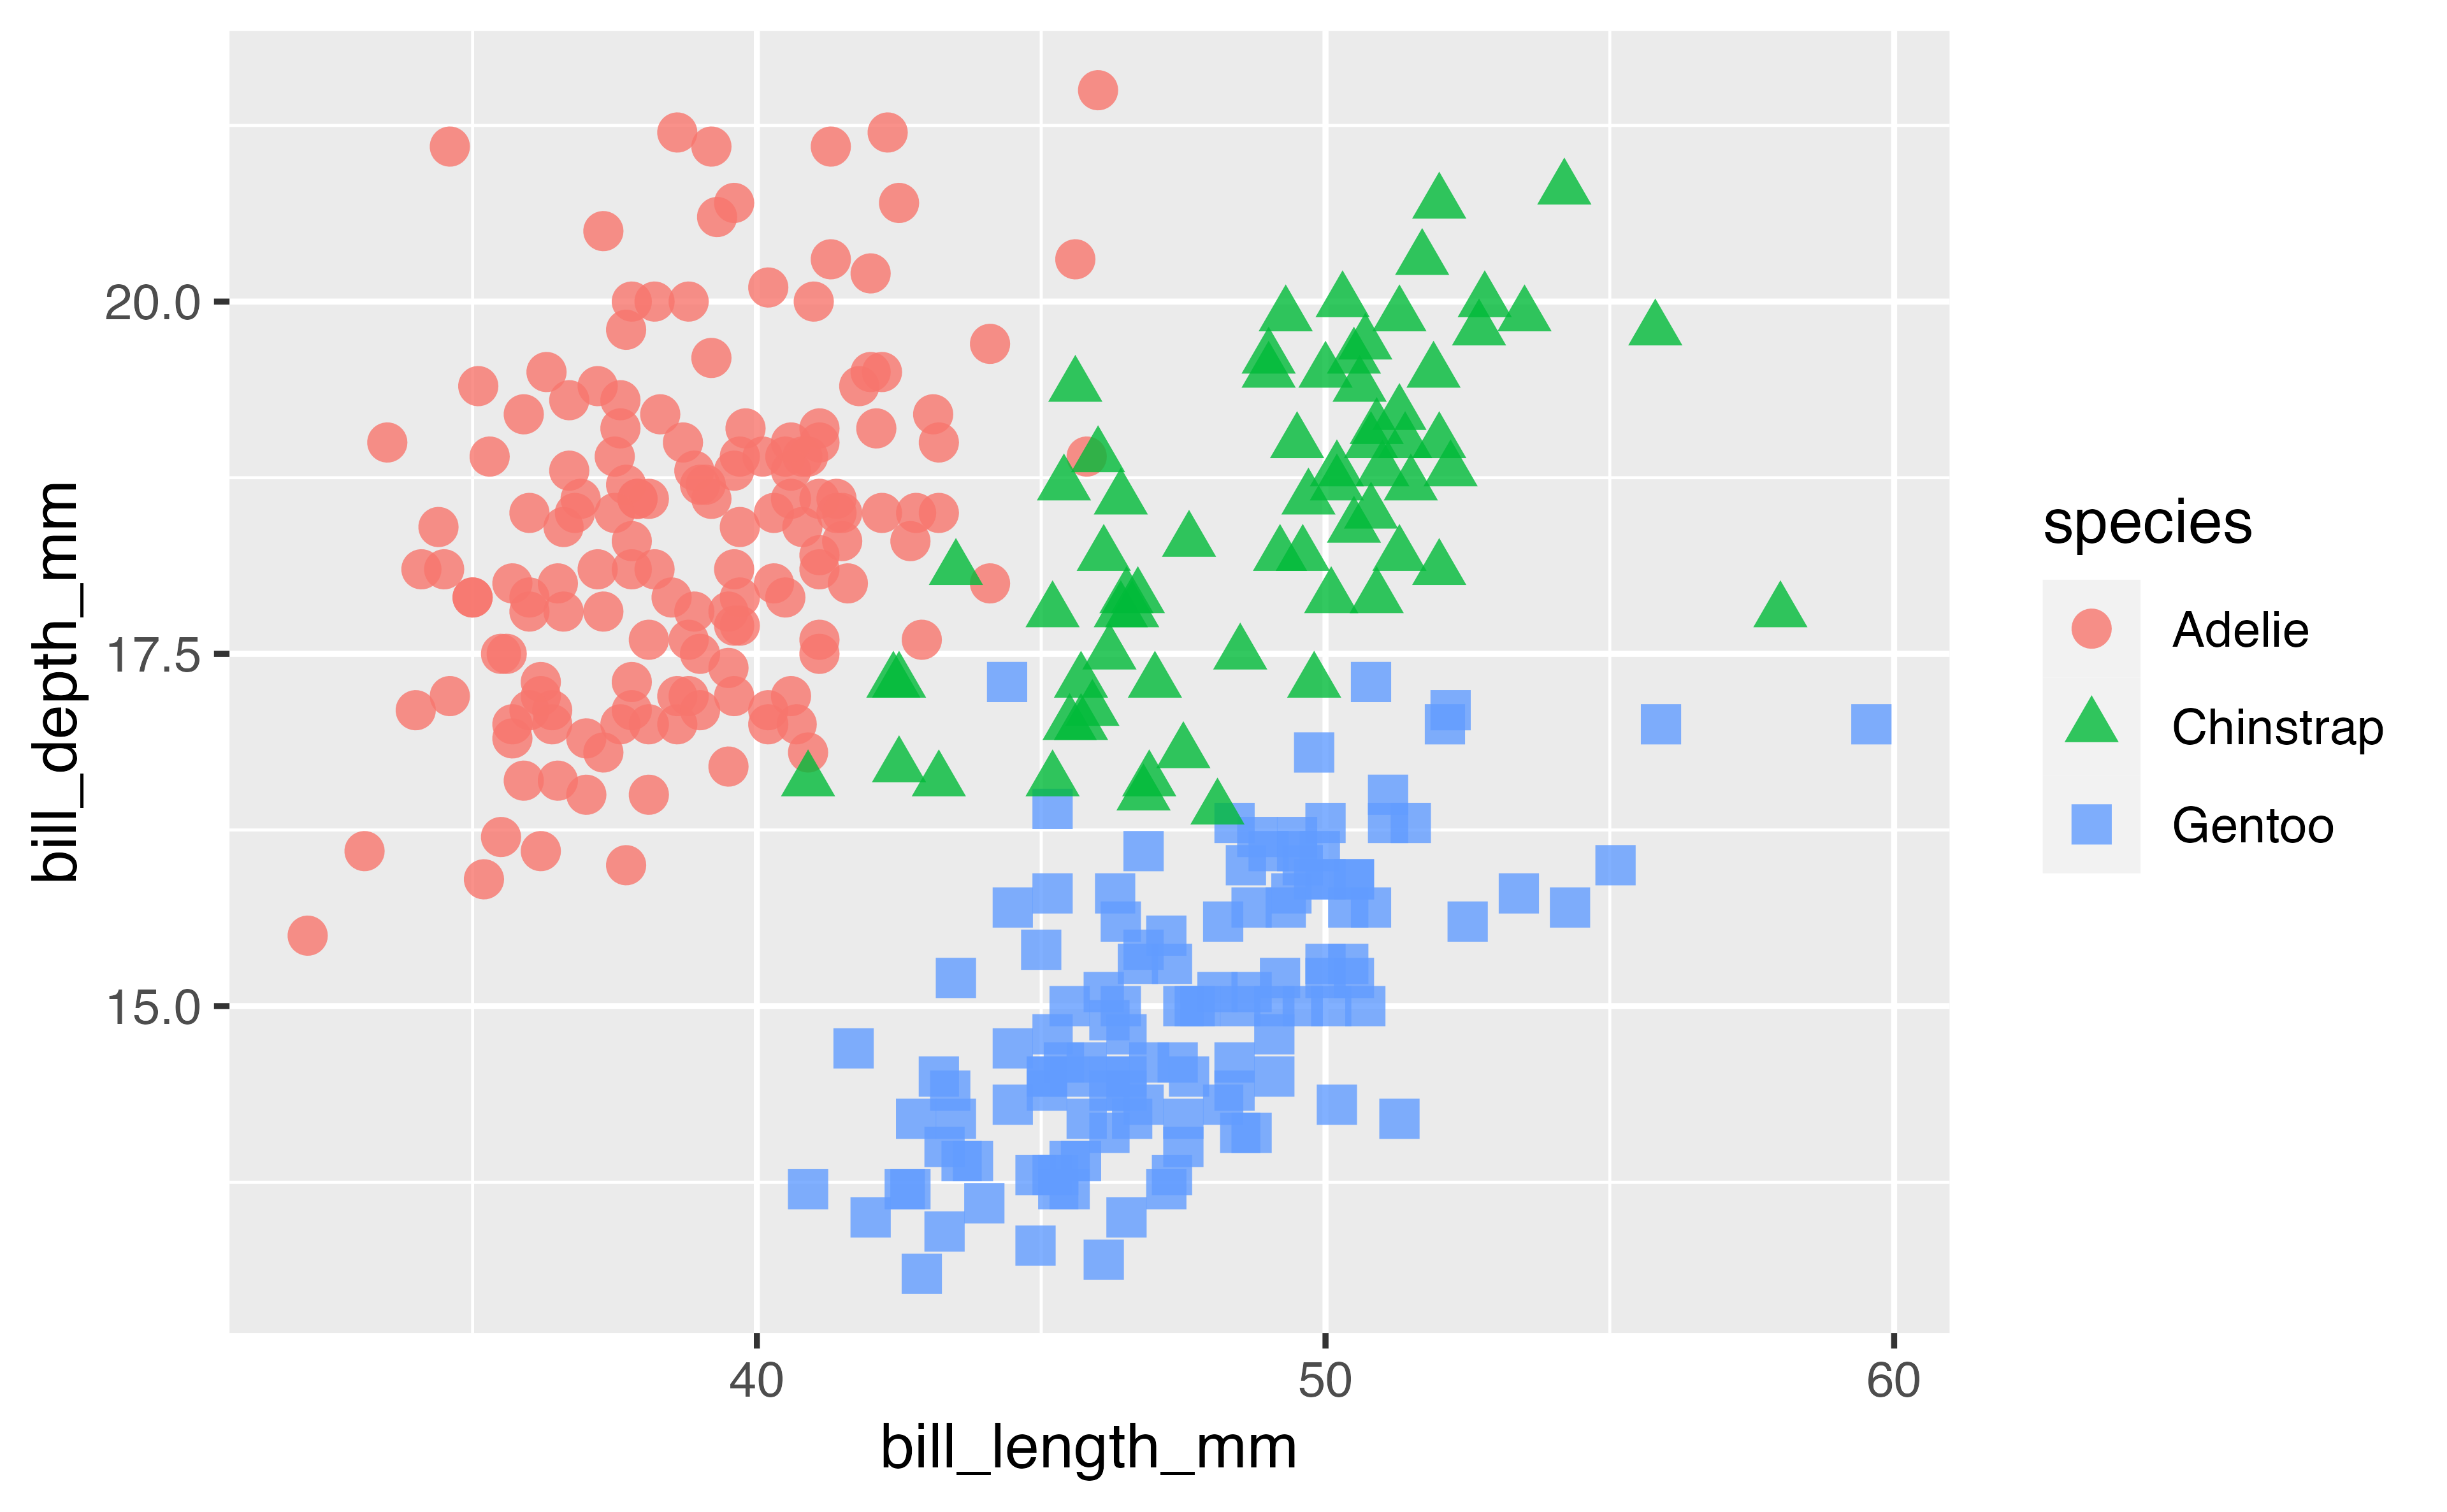 bill_depth_mm
20.0
17.5
15.0
40 50 60
bill_length_mm
species
Adelie
Chinstrap
Gentoo